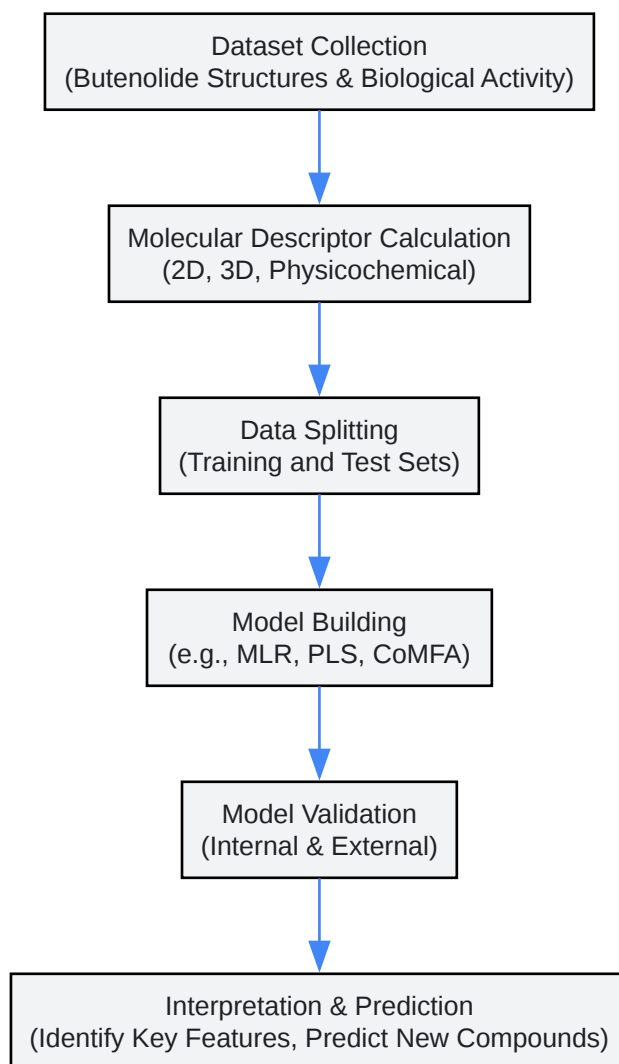 Dataset Collection
(Butenolide Structures & Biological Activity)
Molecular Descriptor Calculation
(2D, 3D, Physicochemical)
Data Splitting
(Training and Test Sets)
Model Building
(e.g., MLR, PLS, CoMFA)
Model Validation
(Internal & External)
Interpretation & Prediction
(Identify Key Features, Predict New Compounds)